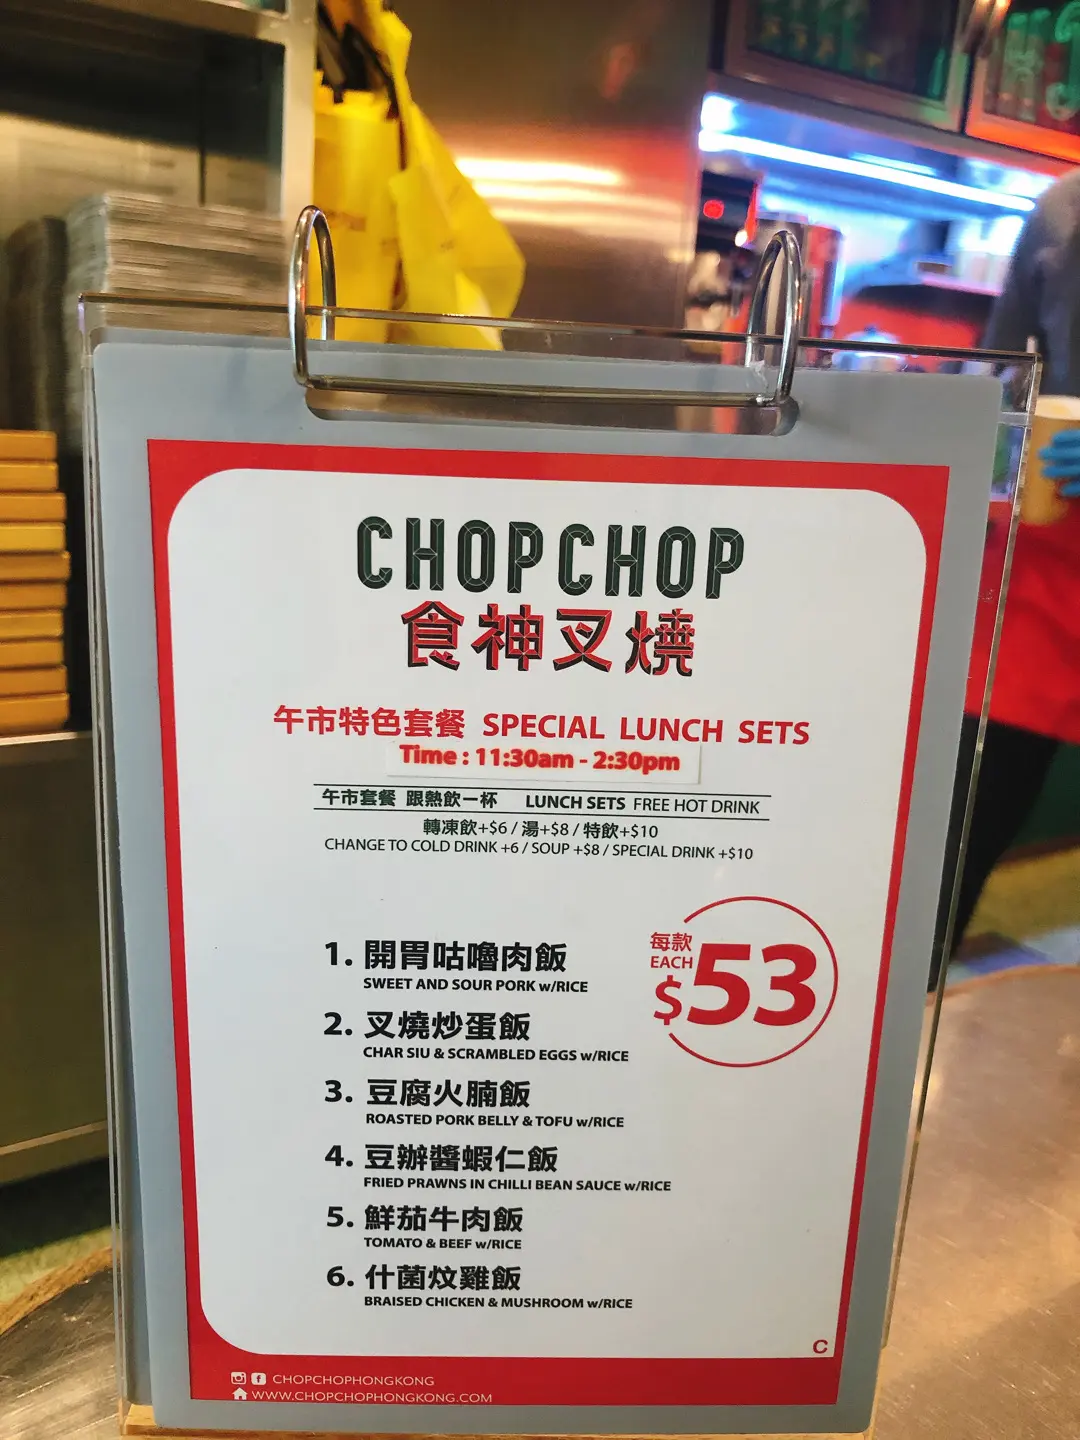 CHOPCHOP
食神叉燒
午市特色套餐 SPECIAL LUNCH SETS
Time : 11:30am - 2:30pm
午市套餐 跟熱飲一杯 LUNCH SETS FREE HOT DRINK
轉凍飲+$6 / 湯+$8 / 特飲+$10
CHANGE TO COLD DRINK +6 / SOUP +$8 / SPECIAL DRINK +$10
每款
EACH
$53
1. 開胃咕嚕肉飯
SWEET AND SOUR PORK w/RICE
2. 叉燒炒蛋飯
CHAR SIU & SCRAMBLED EGGS w/RICE
3. 豆腐火腩飯
ROASTED PORK BELLY & TOFU w/RICE
4. 豆辦醬蝦仁飯
FRIED PRAWNS IN CHILLI BEAN SAUCE w/RICE
5. 鮮茄牛肉飯
TOMATO & BEEF w/RICE
6. 什菌炆雞飯
BRAISED CHICKEN & MUSHROOM w/RICE
C
CHOPCHOPHONGKONG
WWW.CHOPCHOPHONGKONG.COM